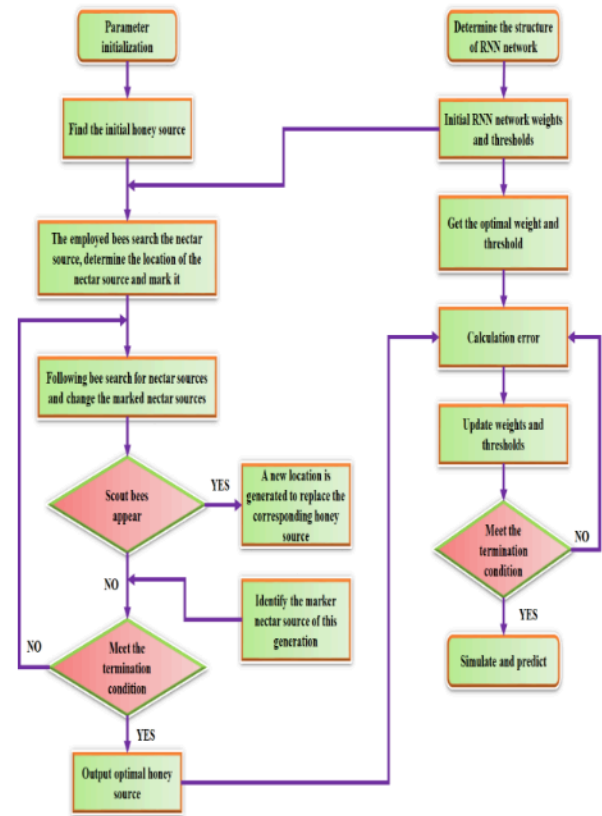 Parameter
initialization
Find the initial honey source
The employed bees search the nectar
source, determine the location of the
nectar source and mark it
Following bee search for nectar sources
and change the marked nectar sources
Scout bees
appear
YES
A new location is
generated to replace the
corresponding honey
source
NO
Identify the marker
nectar source of this
generation
Meet the
termination
condition
NO
YES
Output optimal honey
source
Determine the structure
of RNN network
Initial RNN network weights
and thresholds
Get the optimal weight and
threshold
Calculation error
Update weights and
thresholds
Meet the
termination
condition
NO
YES
Simulate and predict